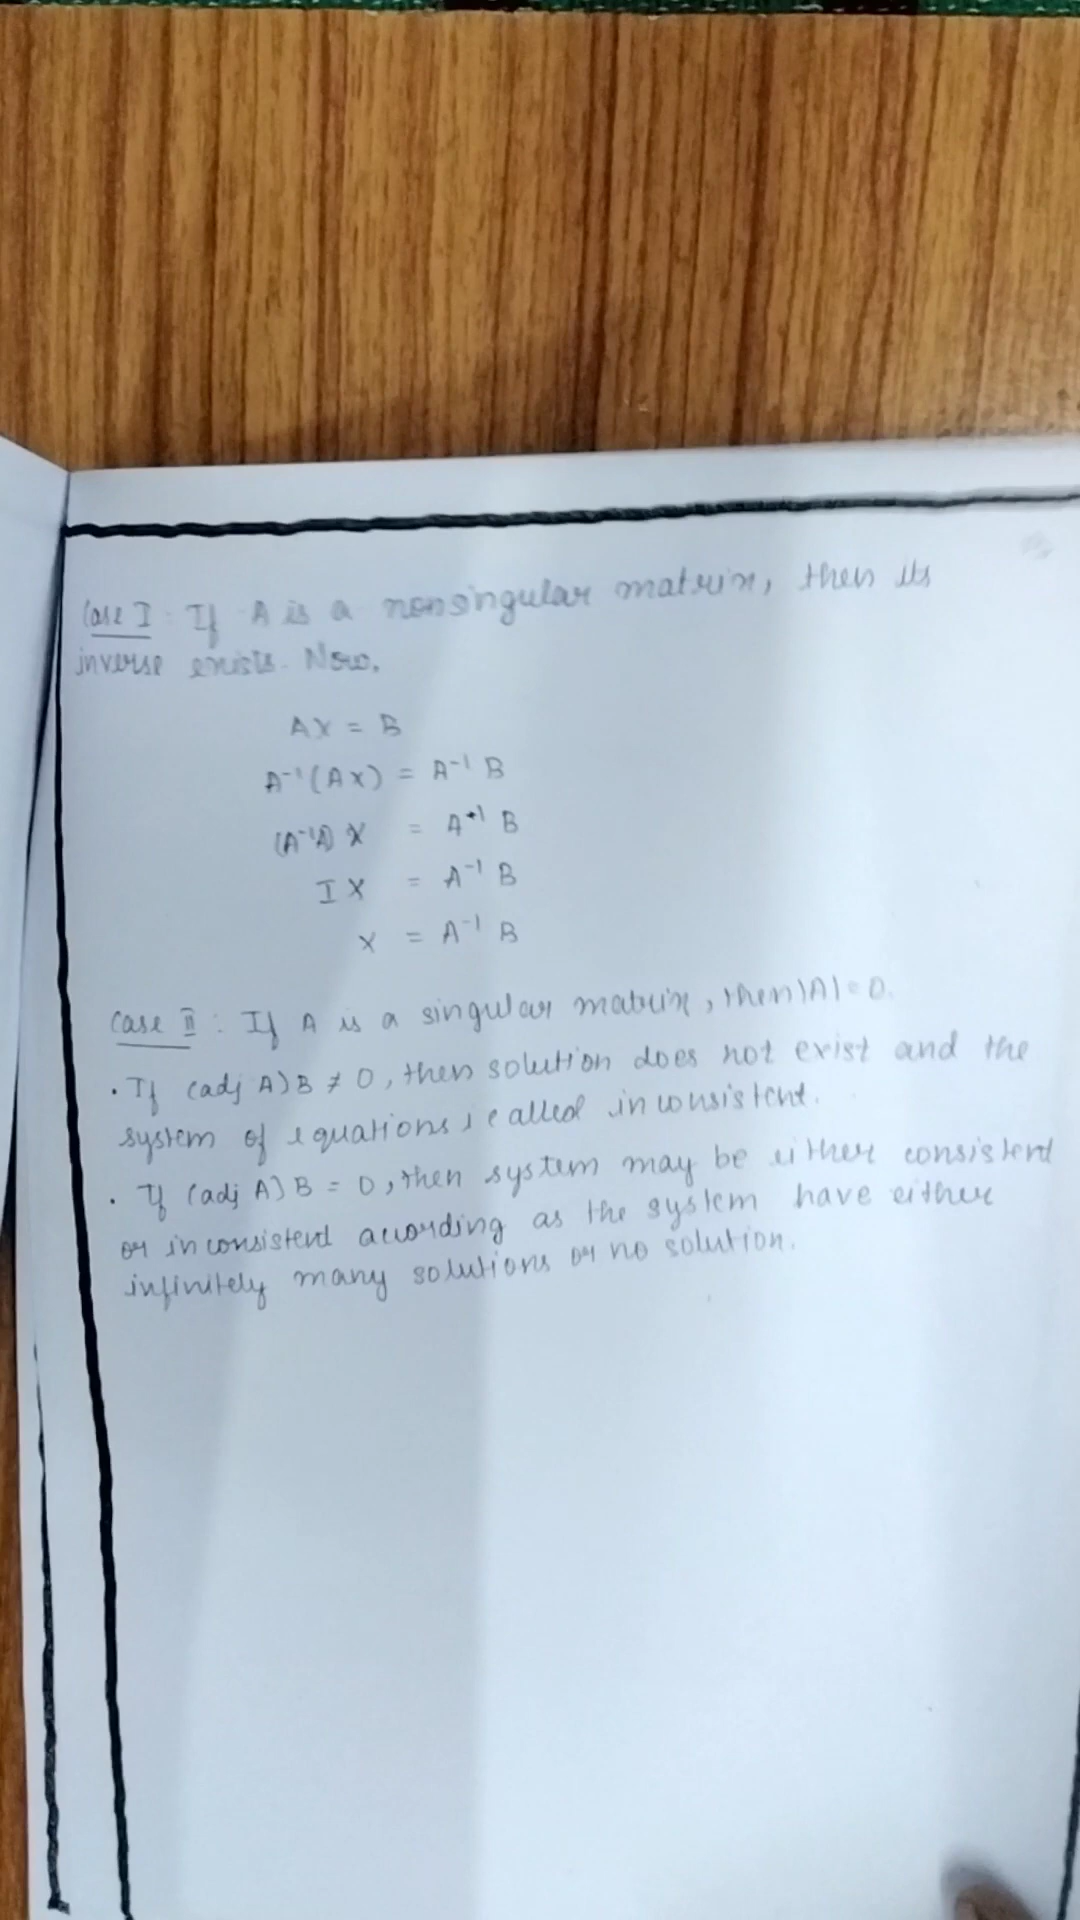 Case I : If A is a nonsingular matrix, then its
inverse exists. Now,
AX = B
A⁻¹(AX) = A⁻¹ B
(A⁻¹A) X = A⁺¹ B
IX = A⁻¹ B
X = A⁻¹ B
Case II : If A is a singular matrix, then |A| = 0.
• If (adj A)B ≠ 0, then solution does not exist and the
system of equations is called inconsistent.
• If (adj A)B = 0, then system may be either consistent
or inconsistent according as the system have either
infinitely many solutions or no solution.